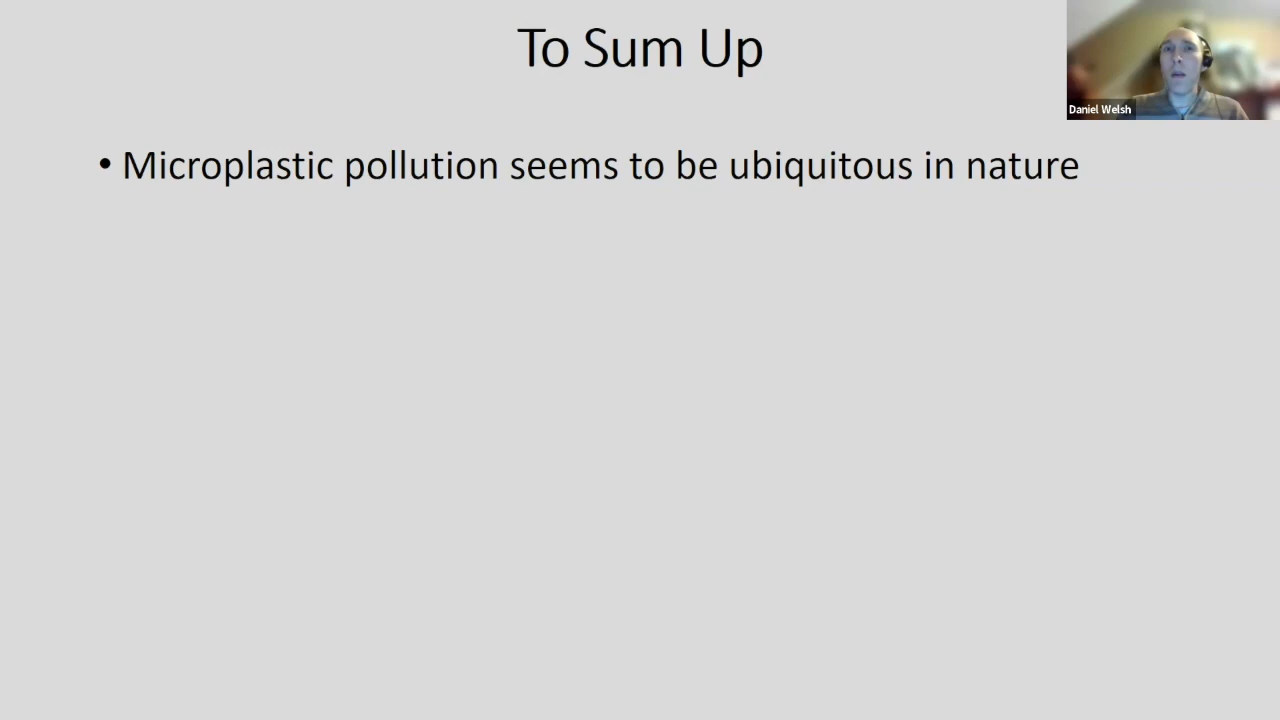 To Sum Up
Daniel Welsh
• Microplastic pollution seems to be ubiquitous in nature